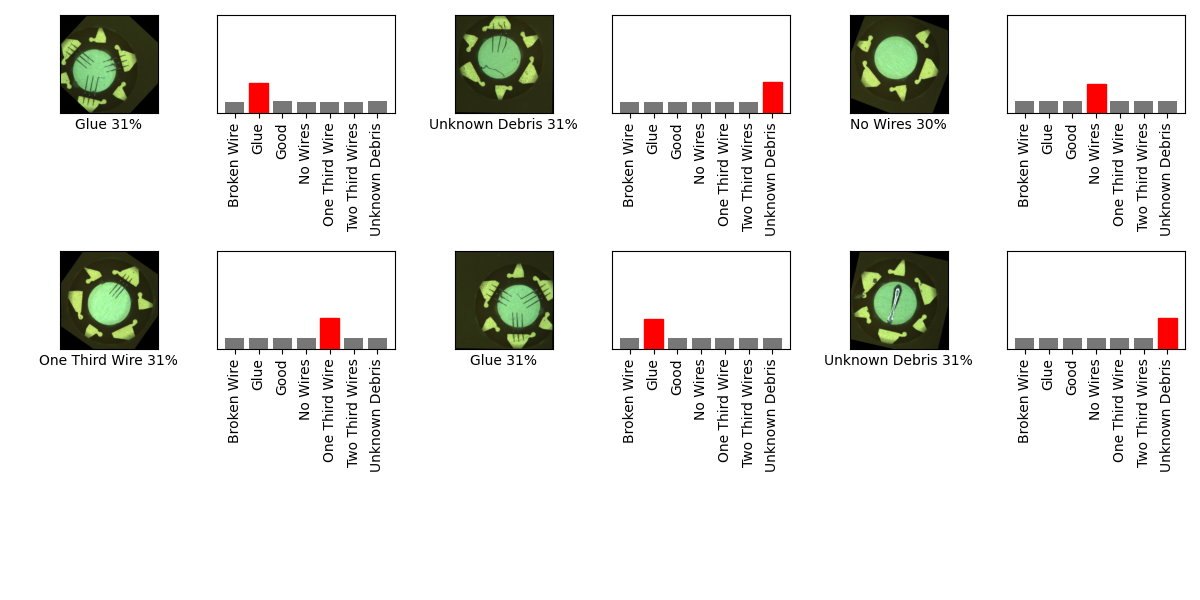 Glue 31%
Broken Wire
Glue
Good
No Wires
One Third Wire
Two Third Wires
Unknown Debris
Unknown Debris 31%
Broken Wire
Glue
Good
No Wires
One Third Wire
Two Third Wires
Unknown Debris
No Wires 30%
Broken Wire
Glue
Good
No Wires
One Third Wire
Two Third Wires
Unknown Debris
One Third Wire 31%
Broken Wire
Glue
Good
No Wires
One Third Wire
Two Third Wires
Unknown Debris
Glue 31%
Broken Wire
Glue
Good
No Wires
One Third Wire
Two Third Wires
Unknown Debris
Unknown Debris 31%
Broken Wire
Glue
Good
No Wires
One Third Wire
Two Third Wires
Unknown Debris